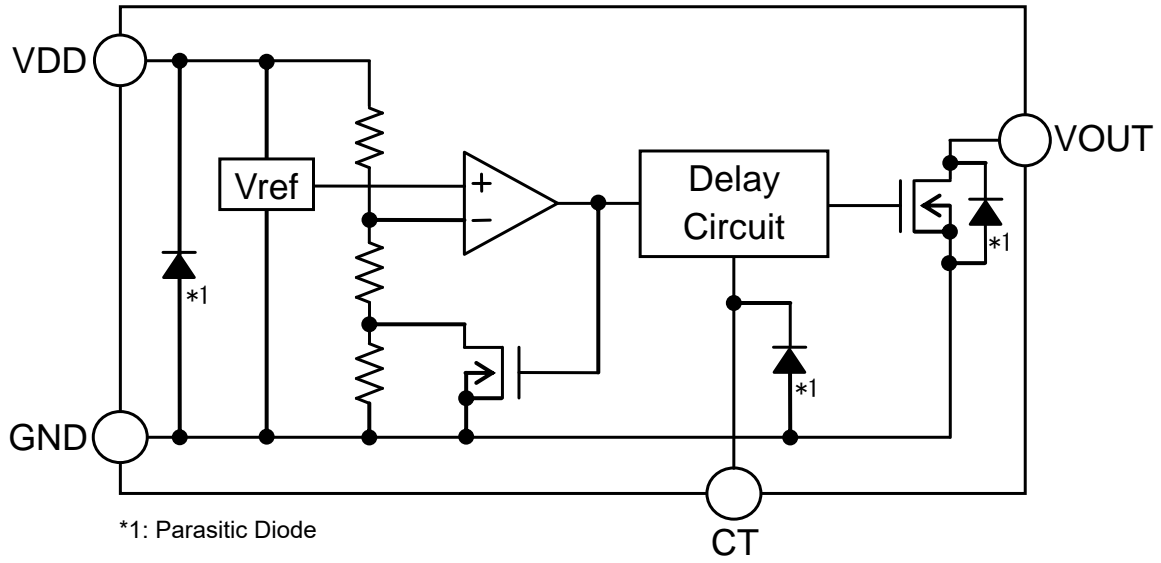 VDD
VOUT
Vref
+
−
Delay
Circuit
*1
*1
*1
GND
CT
*1: Parasitic Diode